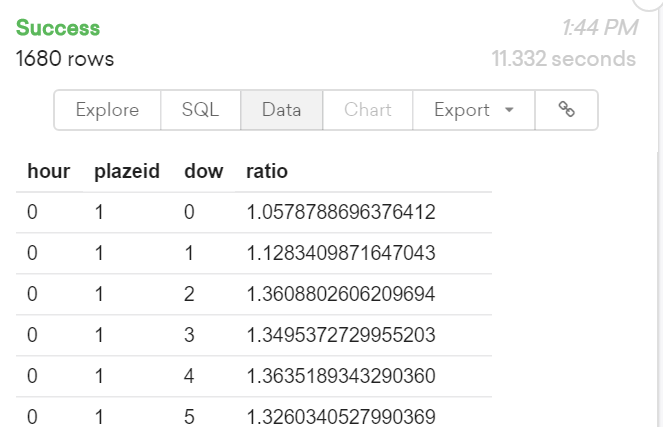 Success 1:44 PM
1680 rows 11.332 seconds
Explore SQL Data Chart Export
hour plazeid dow ratio
0 1 0 1.0578788696376412
0 1 1 1.1283409871647043
0 1 2 1.3608802606209694
0 1 3 1.3495372729955203
0 1 4 1.3635189343290360
0 1 5 1.3260340527990369